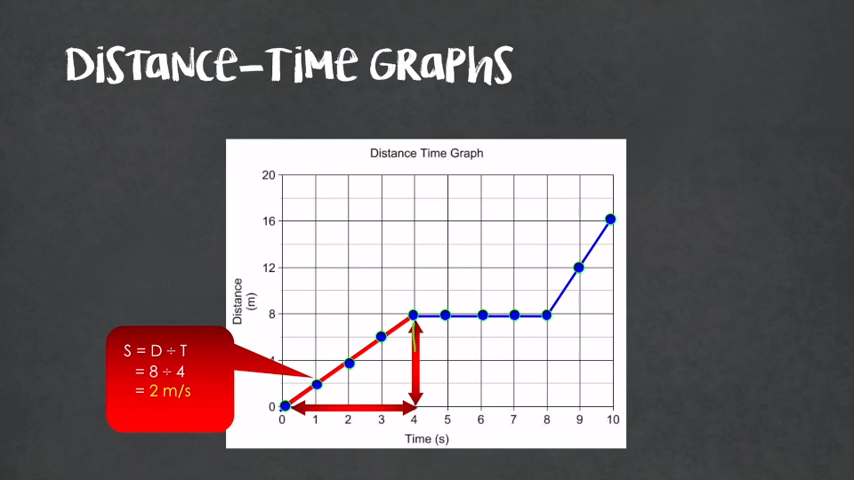 Distance-Time Graphs
Distance Time Graph
20
16
12
8
4
0
Distance
(m)
S = D ÷ T
= 8 ÷ 4
= 2 m/s
0 1 2 3 4 5 6 7 8 9 10
Time (s)